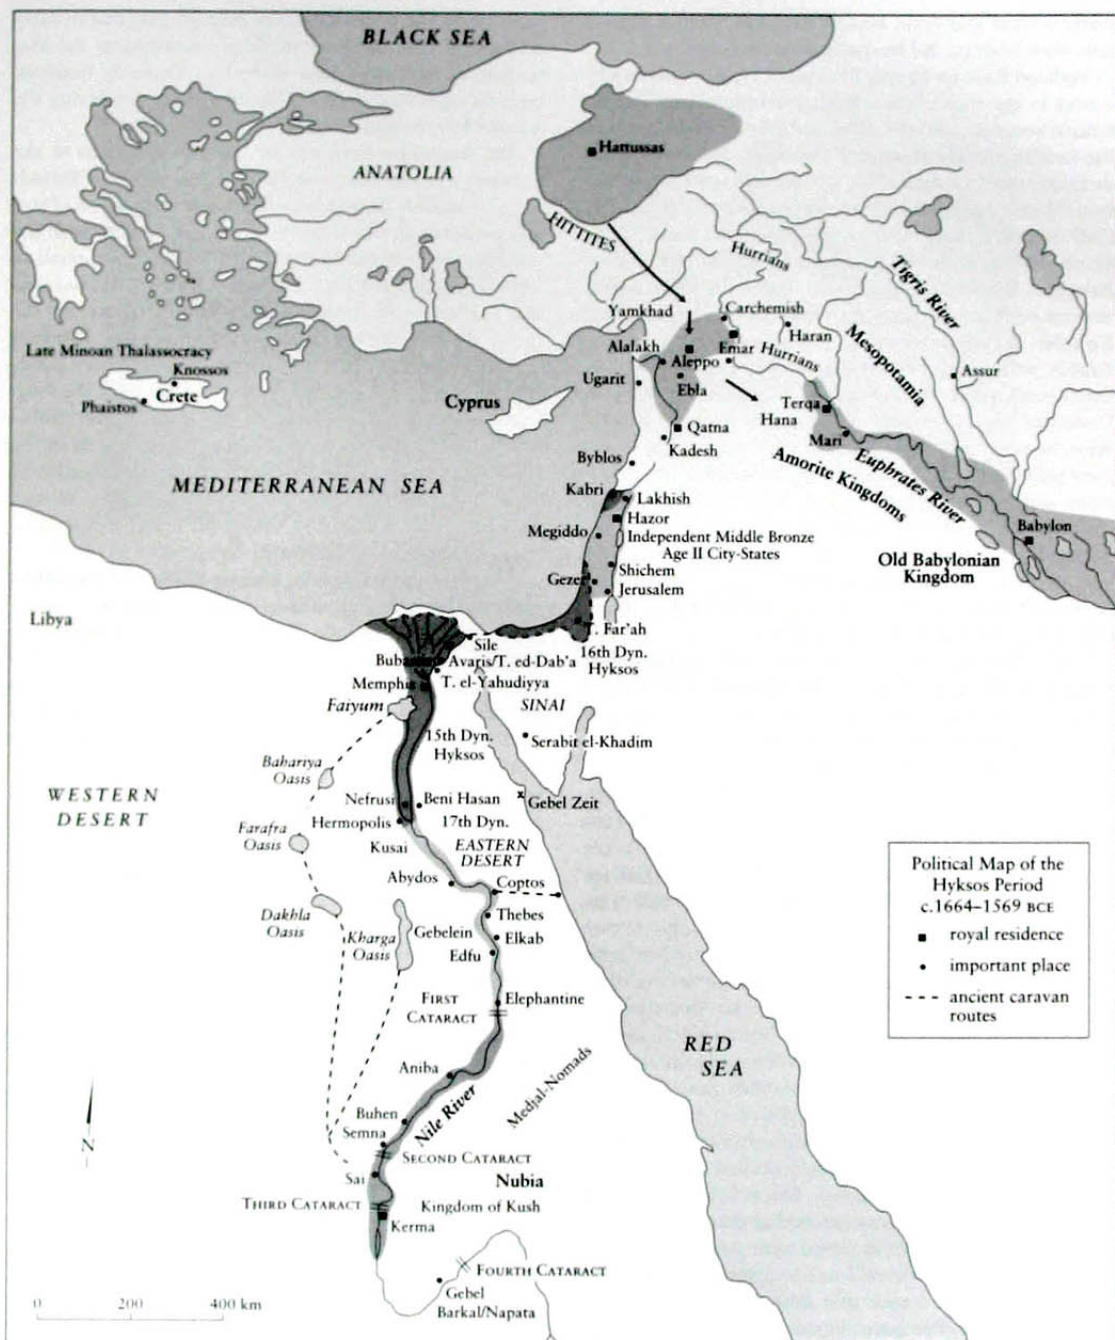 BLACK SEA
Hattussas
ANATOLIA
HITTITES
Hurrians
Tigris River
Yamkhad
Carchemish
Haran
Mesopotamia
Late Minoan Thalassocracy
Knossos
Phaistos
Crete
Alalakh
Aleppo
Emar
Hurrians
Assur
Ugarit
Ebla
Cyprus
Terqa
Hana
Qatna
Kadesh
Mari
Byblos
Euphrates River
Amorite Kingdoms
MEDITERRANEAN SEA
Kabri
Lakhish
Hazor
Megiddo
Independent Middle Bronze
Age II City-States
Babylon
Old Babylonian
Kingdom
Gezer
Shichem
Jerusalem
Libya
T. Far'ah
16th Dyn.
Hyksos
Sile
Avaris/T. ed-Dab'a
T. el-Yahudiyya
Memphis
Faiyum
SINAI
15th Dyn.
Hyksos
Serabit el-Khadim
Bahariya
Oasis
WESTERN
DESERT
Nefrusi
Beni Hasan
Gebel Zeit
Hermopolis
17th Dyn.
Farafra
Oasis
Kusai
EASTERN
DESERT
Abydos
Coptos
Dakhla
Oasis
Kharga
Oasis
Thebes
Gebelein
Elkab
Edfu
FIRST
CATARACT
Elephantine
RED
SEA
Aniba
Medjal-Nomads
Nile River
Buhen
Semna
SECOND CATARACT
Sai
Nubia
THIRD CATARACT
Kingdom of Kush
Kerma
FOURTH CATARACT
Gebel
Barkal/Napata
N
0 200 400 km
Political Map of the
Hyksos Period
c.1664–1569 BCE
royal residence
important place
ancient caravan
routes